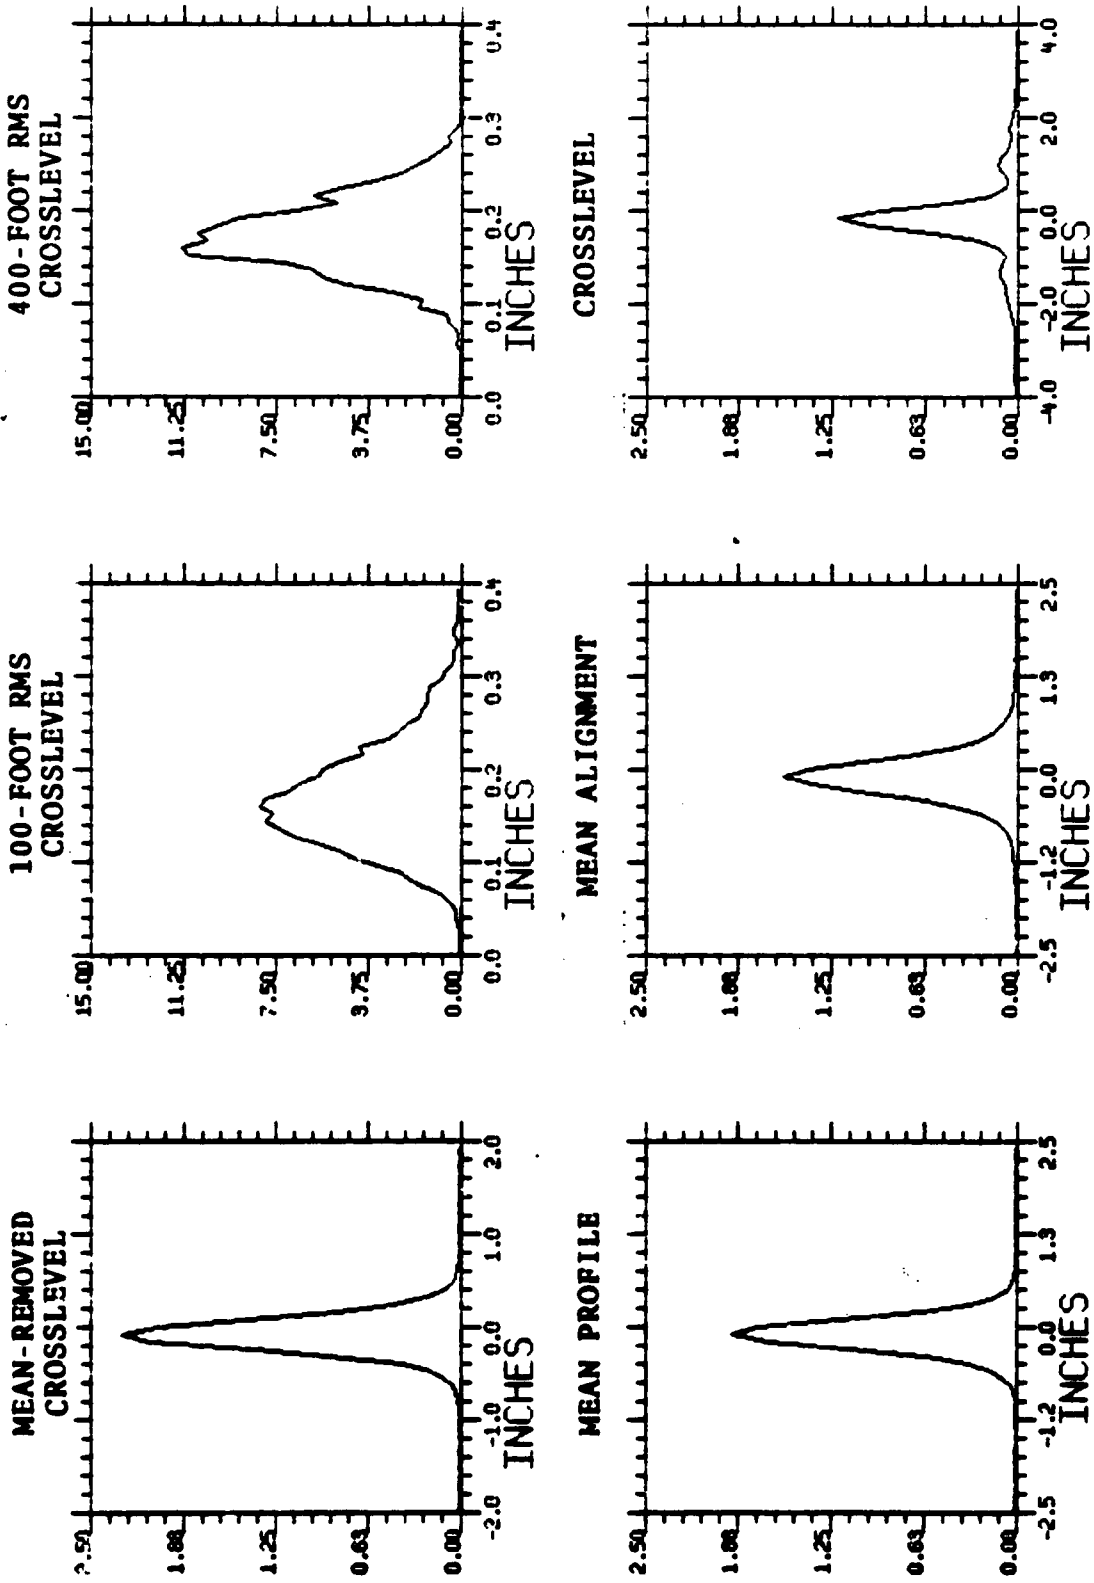 MEAN-REMOVED
CROSSLEVEL
2.50
1.88
1.25
0.63
0.00
-2.0 -1.0 0.0 1.0 2.0
INCHES
100-FOOT RMS
CROSSLEVEL
15.00
11.25
7.50
3.75
0.00
0.0 0.1 0.2 0.3 0.4
INCHES
400-FOOT RMS
CROSSLEVEL
15.00
11.25
7.50
3.75
0.00
0.0 0.1 0.2 0.3 0.4
INCHES
MEAN PROFILE
2.50
1.88
1.25
0.63
0.00
-2.5 -1.2 0.0 1.3 2.5
INCHES
MEAN ALIGNMENT
2.50
1.88
1.25
0.63
0.00
-2.5 -1.2 0.0 1.3 2.5
INCHES
CROSSLEVEL
2.50
1.88
1.25
0.63
0.00
-4.0 -2.0 0.0 2.0 4.0
INCHES